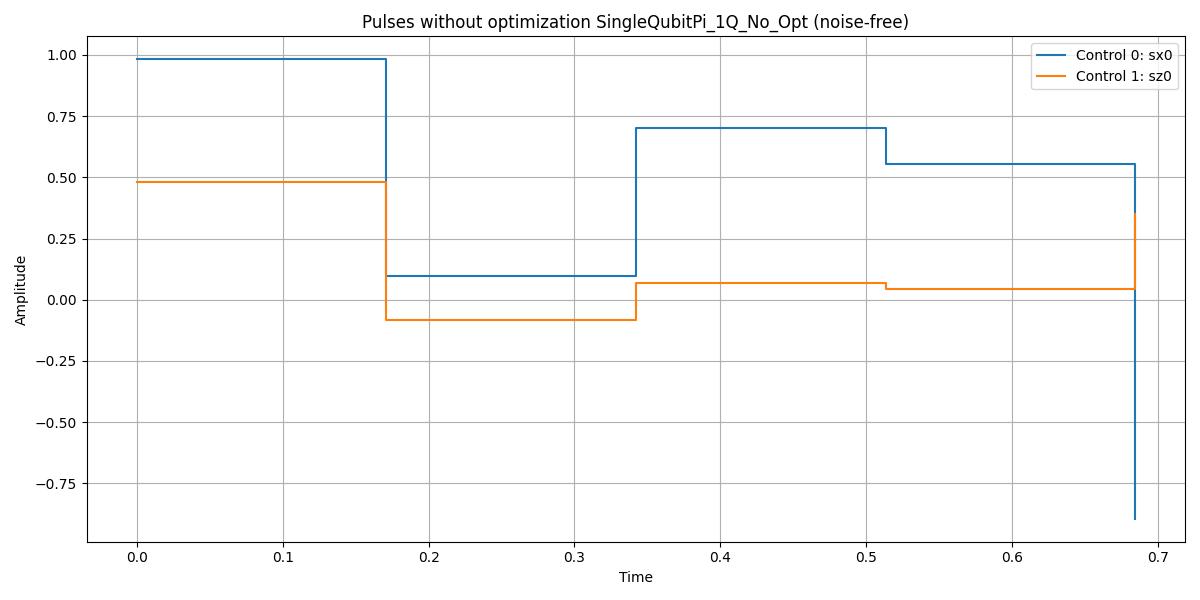 Pulses without optimization SingleQubitPi_1Q_No_Opt (noise-free)
Control 0: sx0
Control 1: sz0
Amplitude
1.00
0.75
0.50
0.25
0.00
−0.25
−0.50
−0.75
0.0 0.1 0.2 0.3 0.4 0.5 0.6 0.7
Time